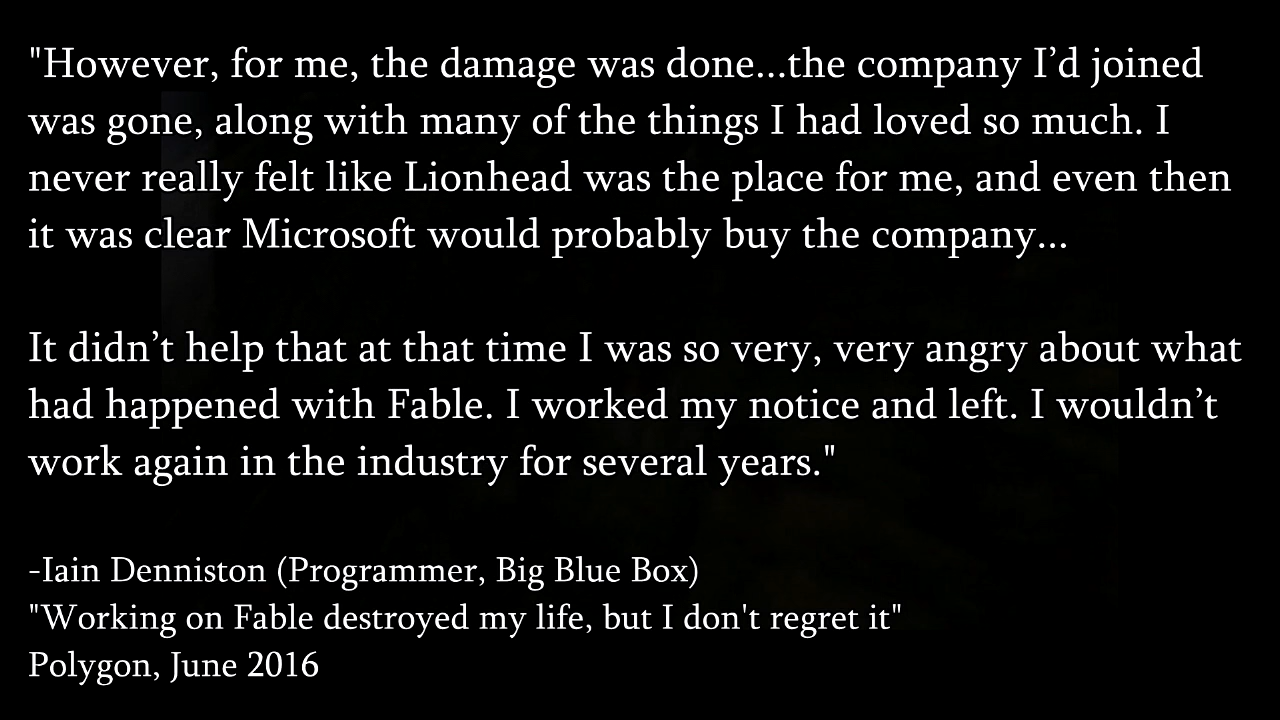 "However, for me, the damage was done...the company I’d joined
was gone, along with many of the things I had loved so much. I
never really felt like Lionhead was the place for me, and even then
it was clear Microsoft would probably buy the company...
It didn’t help that at that time I was so very, very angry about what
had happened with Fable. I worked my notice and left. I wouldn’t
work again in the industry for several years."
-Iain Denniston (Programmer, Big Blue Box)
"Working on Fable destroyed my life, but I don't regret it"
Polygon, June 2016